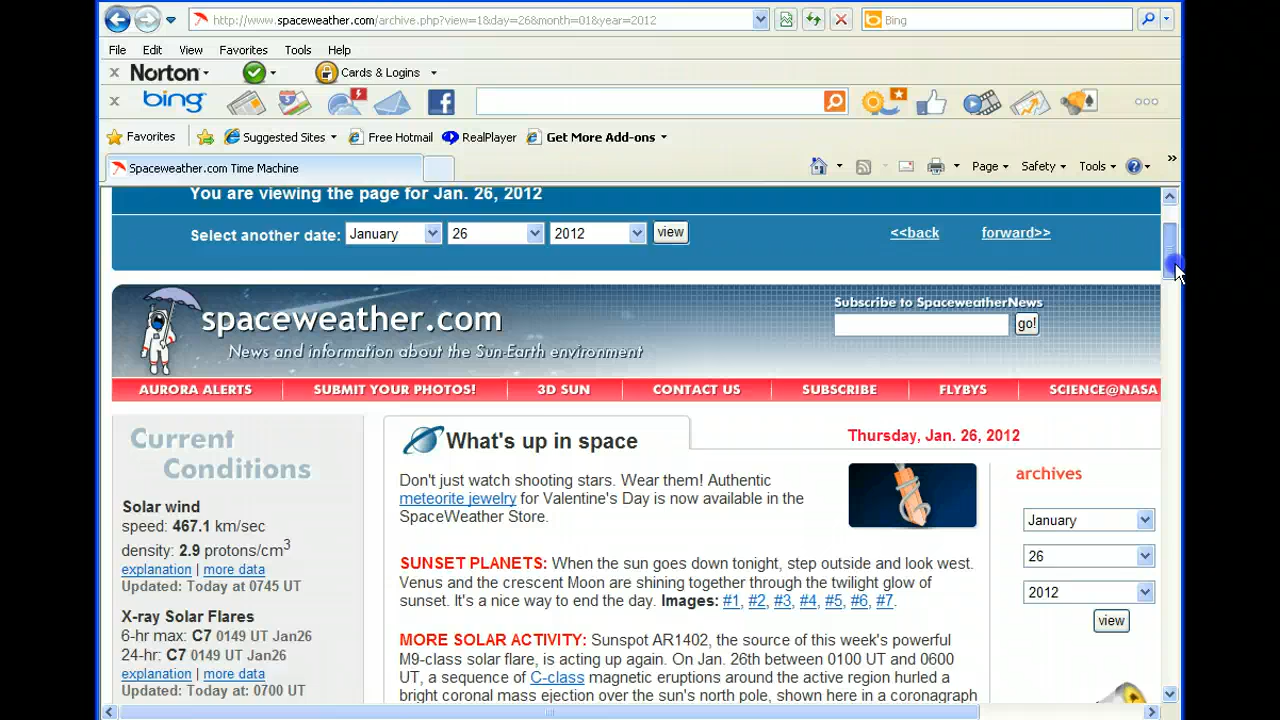 http://www.spaceweather.com/archive.php?view=1&day=26&month=01&year=2012
Bing
File Edit View Favorites Tools Help
x Norton Cards & Logins
x bing
Favorites Suggested Sites Free Hotmail RealPlayer Get More Add-ons
Spaceweather.com Time Machine Page Safety Tools »
You are viewing the page for Jan. 26, 2012
Select another date: January 26 2012 view <<back forward>>
Subscribe to SpaceweatherNews
spaceweather.com go!
News and information about the Sun-Earth environment
AURORA ALERTS SUBMIT YOUR PHOTOS! 3D SUN CONTACT US SUBSCRIBE FLYBYS SCIENCE@NASA
Current
Conditions
Solar wind
speed: 467.1 km/sec
density: 2.9 protons/cm3
explanation | more data
Updated: Today at 0745 UT
X-ray Solar Flares
6-hr max: C7 0149 UT Jan26
24-hr: C7 0149 UT Jan26
explanation | more data
Updated: Today at: 0700 UT
What's up in space
Thursday, Jan. 26, 2012
Don't just watch shooting stars. Wear them! Authentic
meteorite jewelry for Valentine's Day is now available in the
SpaceWeather Store.
SUNSET PLANETS: When the sun goes down tonight, step outside and look west.
Venus and the crescent Moon are shining together through the twilight glow of
sunset. It's a nice way to end the day. Images: #1, #2, #3, #4, #5, #6, #7.
MORE SOLAR ACTIVITY: Sunspot AR1402, the source of this week's powerful
M9-class solar flare, is acting up again. On Jan. 26th between 0100 UT and 0600
UT, a sequence of C-class magnetic eruptions around the active region hurled a
bright coronal mass ejection over the sun's north pole, shown here in a coronagraph
archives
January
26
2012
view